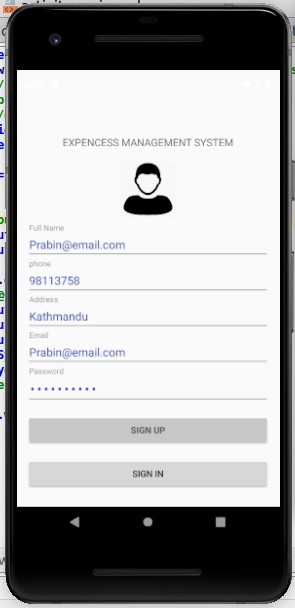 EXPENCESS MANAGEMENT SYSTEM
Full Name
Prabin@email.com
phone
98113758
Address
Kathmandu
Email
Prabin@email.com
Password
••••••••••
SIGN UP
SIGN IN